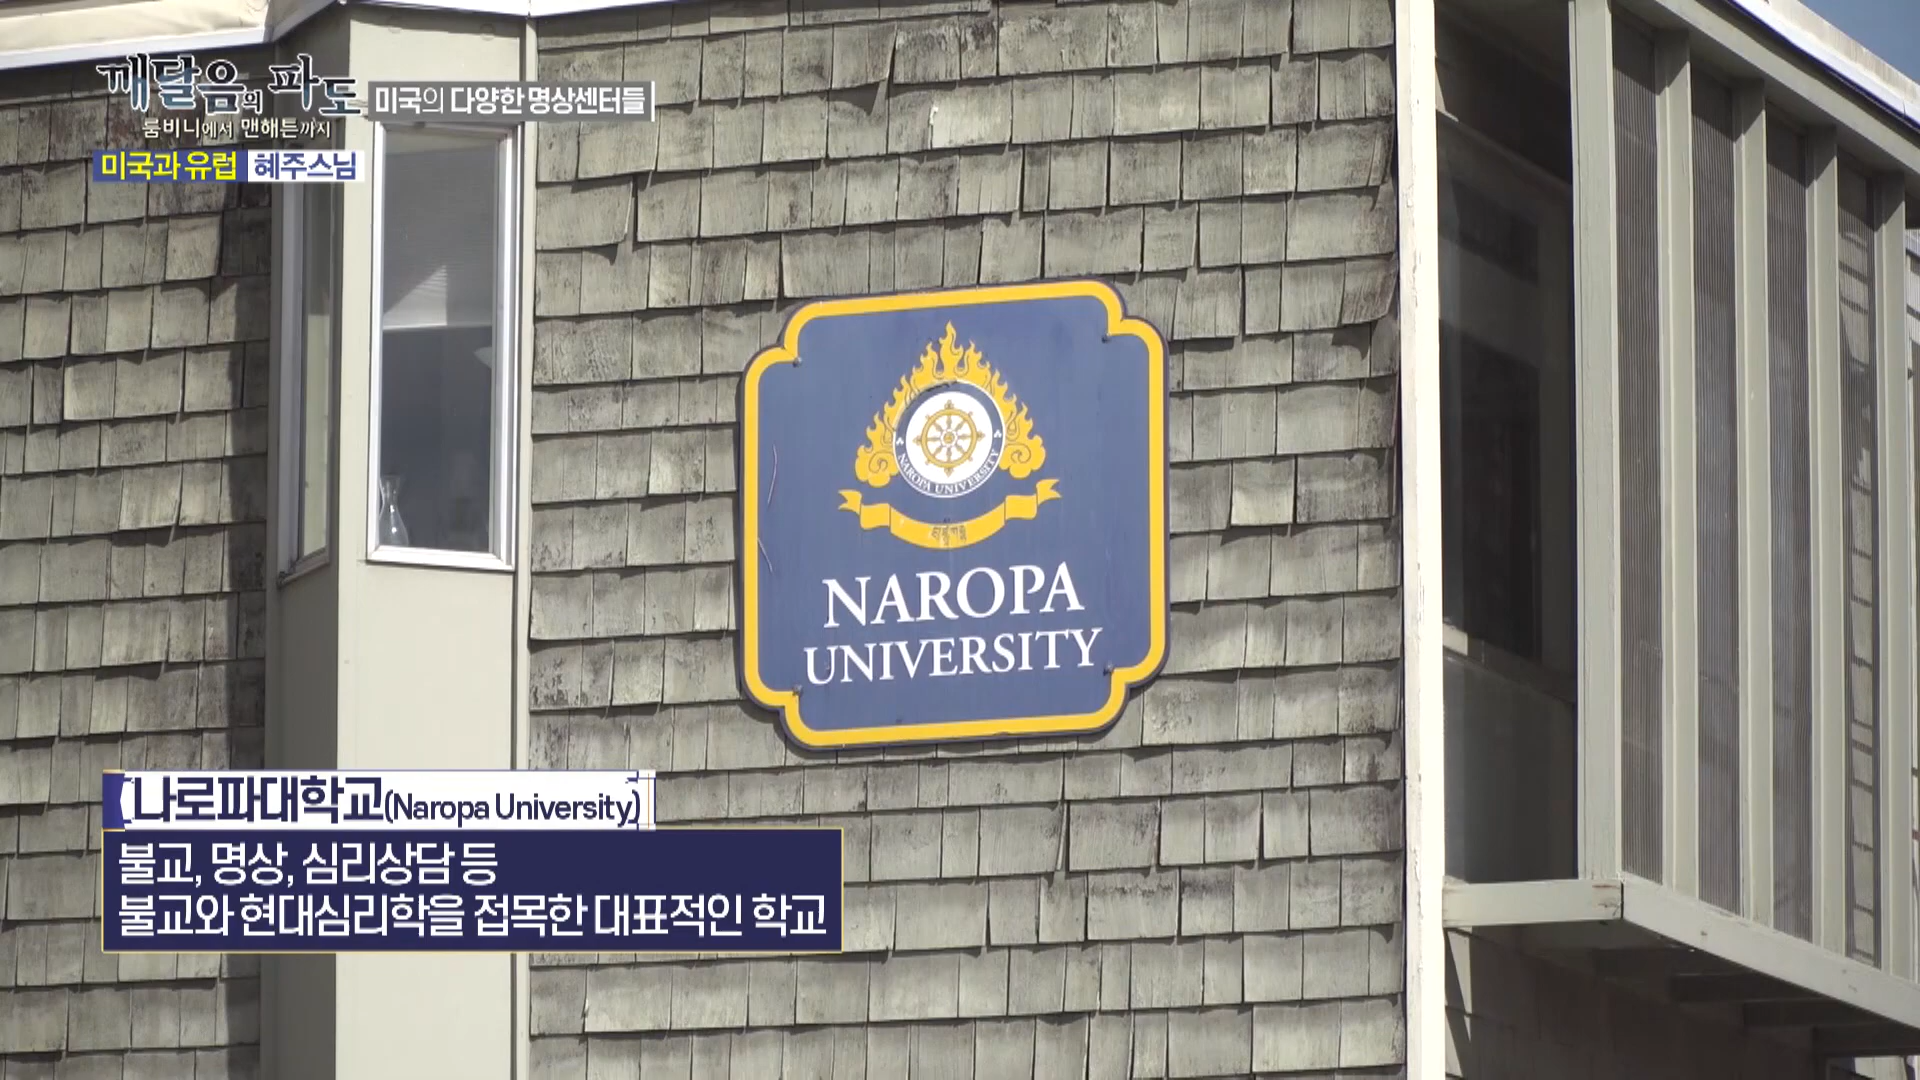 깨달음의 파도
룸비니에서 맨해튼까지
미국의 다양한 명상센터들
미국과 유럽 혜주스님
NAROPA UNIVERSITY
NAROPA
UNIVERSITY
나로파대학교(Naropa University)
불교, 명상, 심리상담 등
불교와 현대심리학을 접목한 대표적인 학교